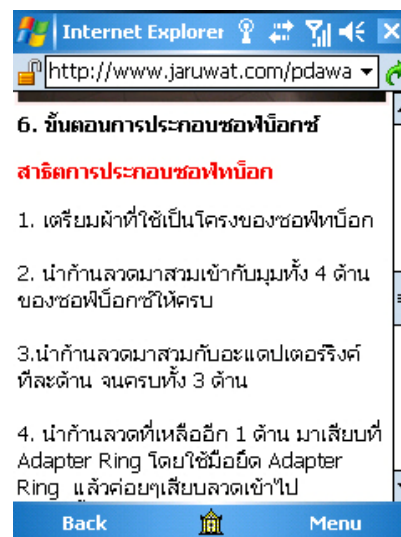 Internet Explorer
http://www.jaruwat.com/pdawa
6. ขั้นตอนการประกอบซอฟบ็อกซ์
สาธิตการประกอบซอฟทบ็อก
1. เตรียมผ้าที่ใช้เป็นโครงของซอฟ์ทบ็อก
2. นำก้านลวดมาสวมเข้ากับมุมทั้ง 4 ด้าน
ของซอฟบ็อกซ์ให้ครบ
3.นำก้านลวดมาสวมกับอะแดปเตอร์ริงค์
ทีละด้าน จนครบทั้ง 3 ด้าน
4. นำก้านลวดที่เหลืออีก 1 ด้าน มาเสียบที่
Adapter Ring โดยใช้มือยึด Adapter
Ring แล้วค่อยๆเสียบลวดเข้าไป
Back
Menu